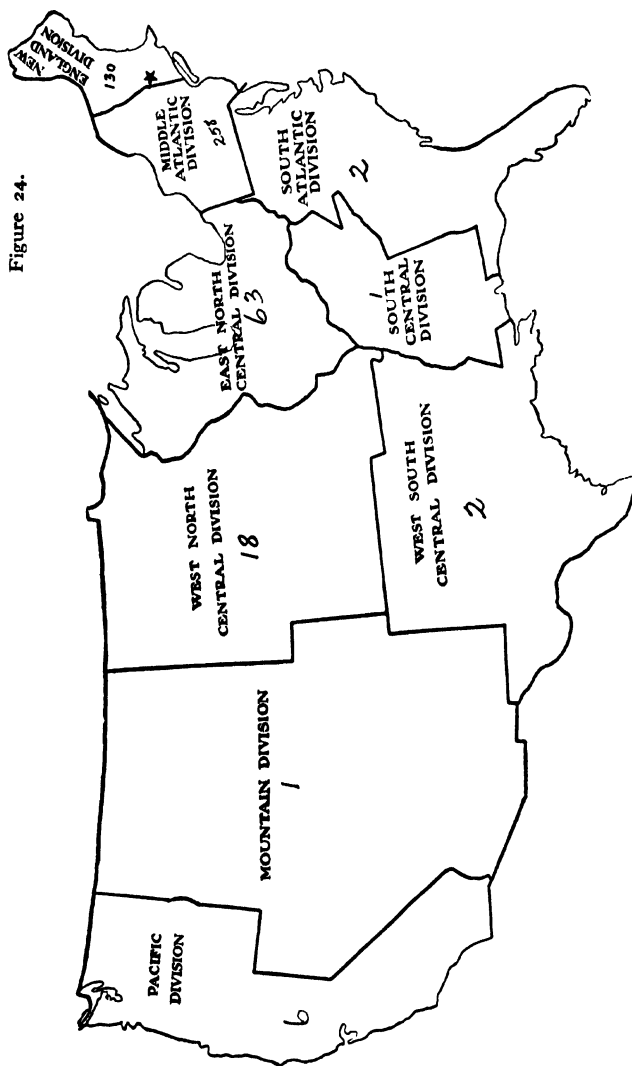 Figure 24.
NEW
ENGLAND
DIVISION
130
MIDDLE
ATLANTIC
DIVISION
258
SOUTH
ATLANTIC
DIVISION
2
EAST NORTH
CENTRAL DIVISION
63
1
SOUTH
CENTRAL
DIVISION
WEST NORTH
CENTRAL DIVISION
18
WEST SOUTH
CENTRAL DIVISION
2
MOUNTAIN DIVISION
1
PACIFIC
DIVISION
6